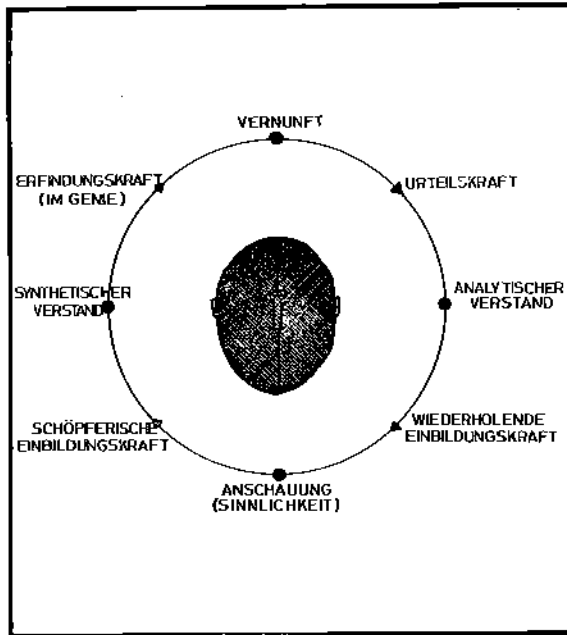 VERNUNFT
ERFINDUNGSKRAFT
(IM GENIE)
URTEILSKRAFT
SYNTHETISCHER
VERSTAND
ANALYTISCHER
VERSTAND
SCHÖPFERISCHE
EINBILDUNGSKRAFT
WIEDERHOLENDE
EINBILDUNGSKRAFT
ANSCHAUUNG
(SINNLICHKEIT)